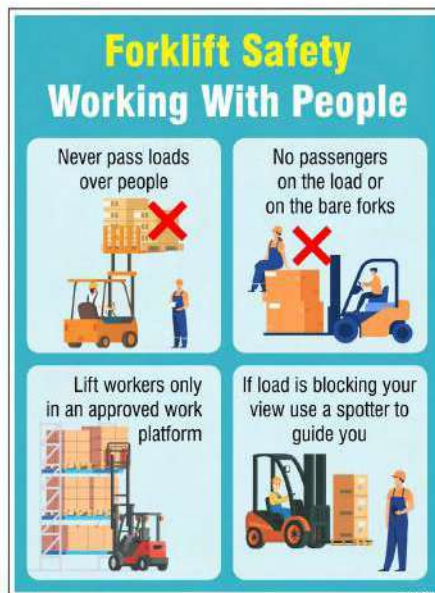 Forklift Safety
Working With People
Never pass loads
over people
No passengers
on the load or
on the bare forks
Lift workers only
in an approved work
platform
If load is blocking your
view use a spotter to
guide you